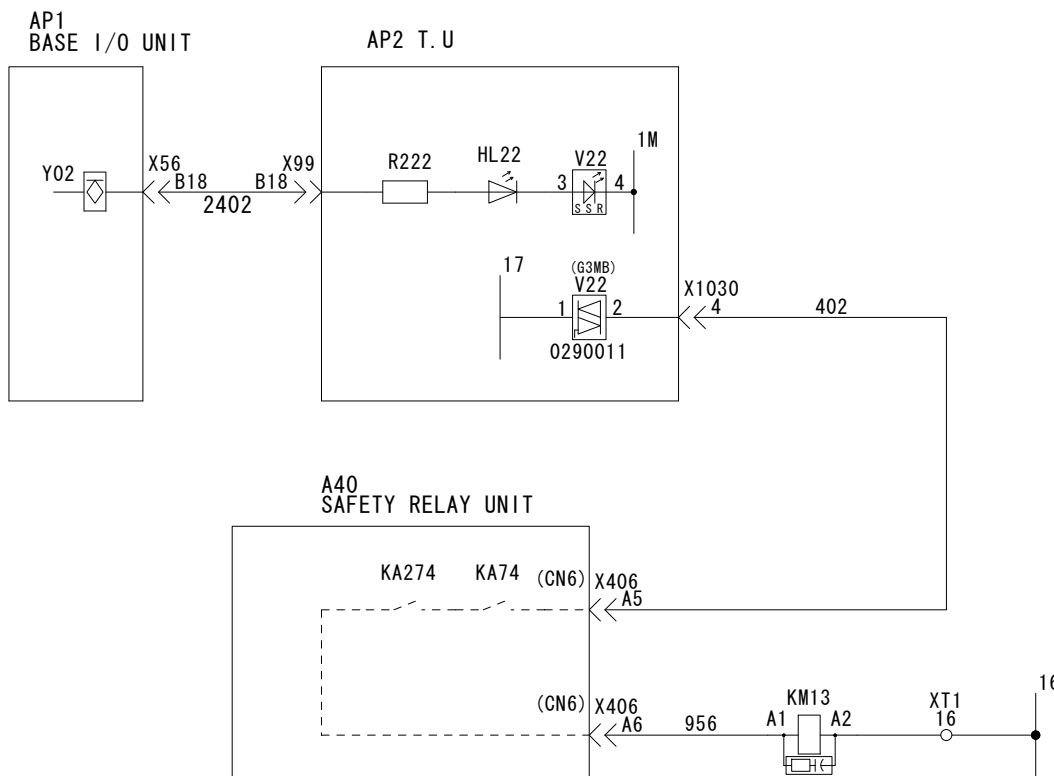 AP1
BASE I/O UNIT
AP2 T.U
Y02
X56
B18
B18
X99
2402
R222
HL22
V22
3
4
SSR
1M
17
(G3MB)
V22
1
2
0290011
X1030
4
402
A40
SAFETY RELAY UNIT
KA274
KA74
(CN6)
X406
A5
(CN6)
X406
A6
956
A1
KM13
A2
XT1
16
16